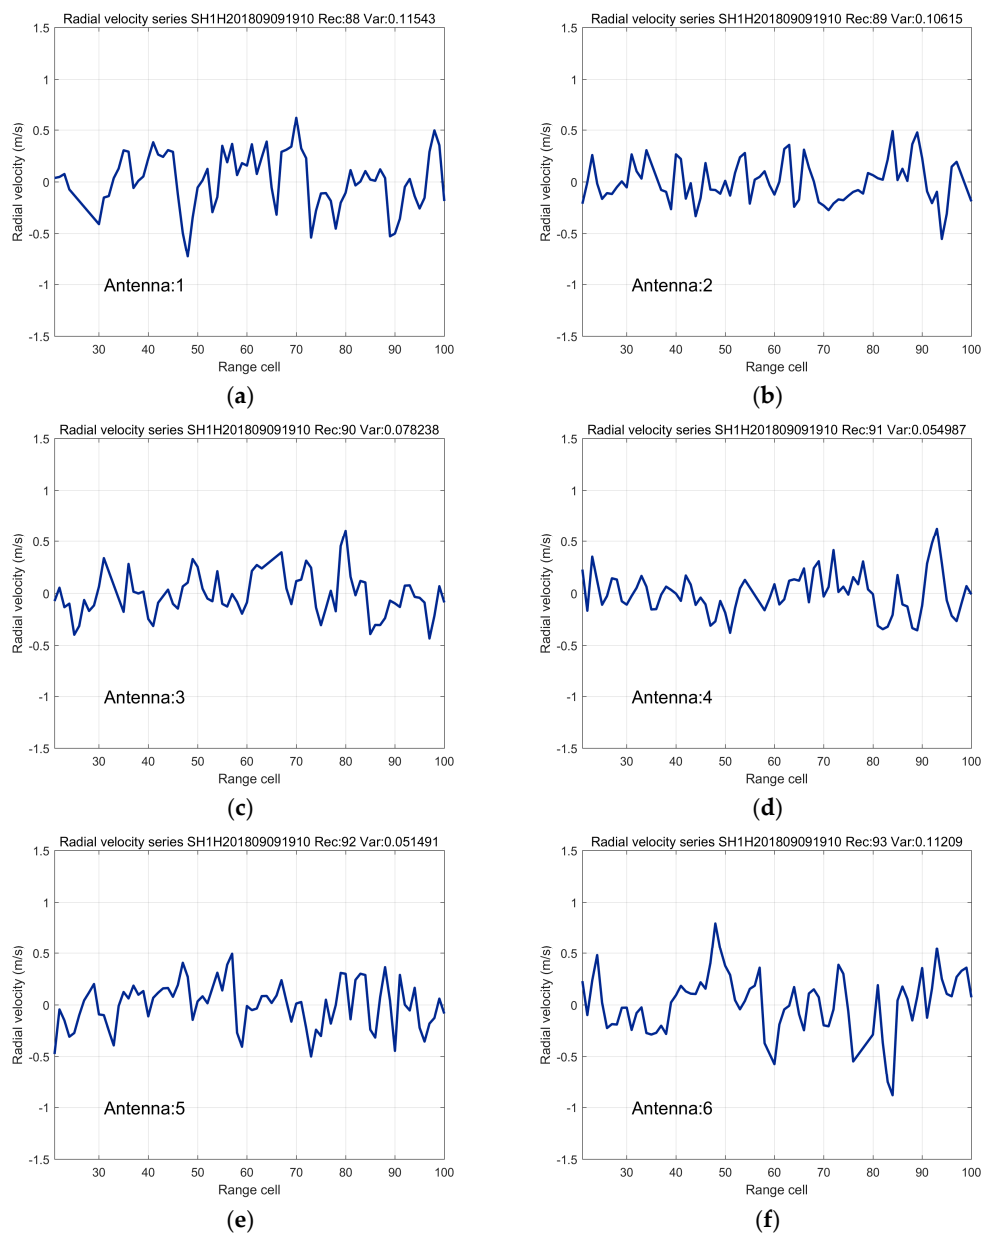 Radial velocity series SH1H201809091910 Rec:88 Var:0.11543
1.5
1
0.5
0
-0.5
-1
-1.5
Radial velocity (m/s)
Antenna:1
30 40 50 60 70 80 90 100
Range cell
(a)
Radial velocity series SH1H201809091910 Rec:89 Var:0.10615
1.5
1
0.5
0
-0.5
-1
-1.5
Radial velocity (m/s)
Antenna:2
30 40 50 60 70 80 90 100
Range cell
(b)
Radial velocity series SH1H201809091910 Rec:90 Var:0.078238
1.5
1
0.5
0
-0.5
-1
-1.5
Radial velocity (m/s)
Antenna:3
30 40 50 60 70 80 90 100
Range cell
(c)
Radial velocity series SH1H201809091910 Rec:91 Var:0.054987
1.5
1
0.5
0
-0.5
-1
-1.5
Radial velocity (m/s)
Antenna:4
30 40 50 60 70 80 90 100
Range cell
(d)
Radial velocity series SH1H201809091910 Rec:92 Var:0.051491
1.5
1
0.5
0
-0.5
-1
-1.5
Radial velocity (m/s)
Antenna:5
30 40 50 60 70 80 90 100
Range cell
(e)
Radial velocity series SH1H201809091910 Rec:93 Var:0.11209
1.5
1
0.5
0
-0.5
-1
-1.5
Radial velocity (m/s)
Antenna:6
30 40 50 60 70 80 90 100
Range cell
(f)